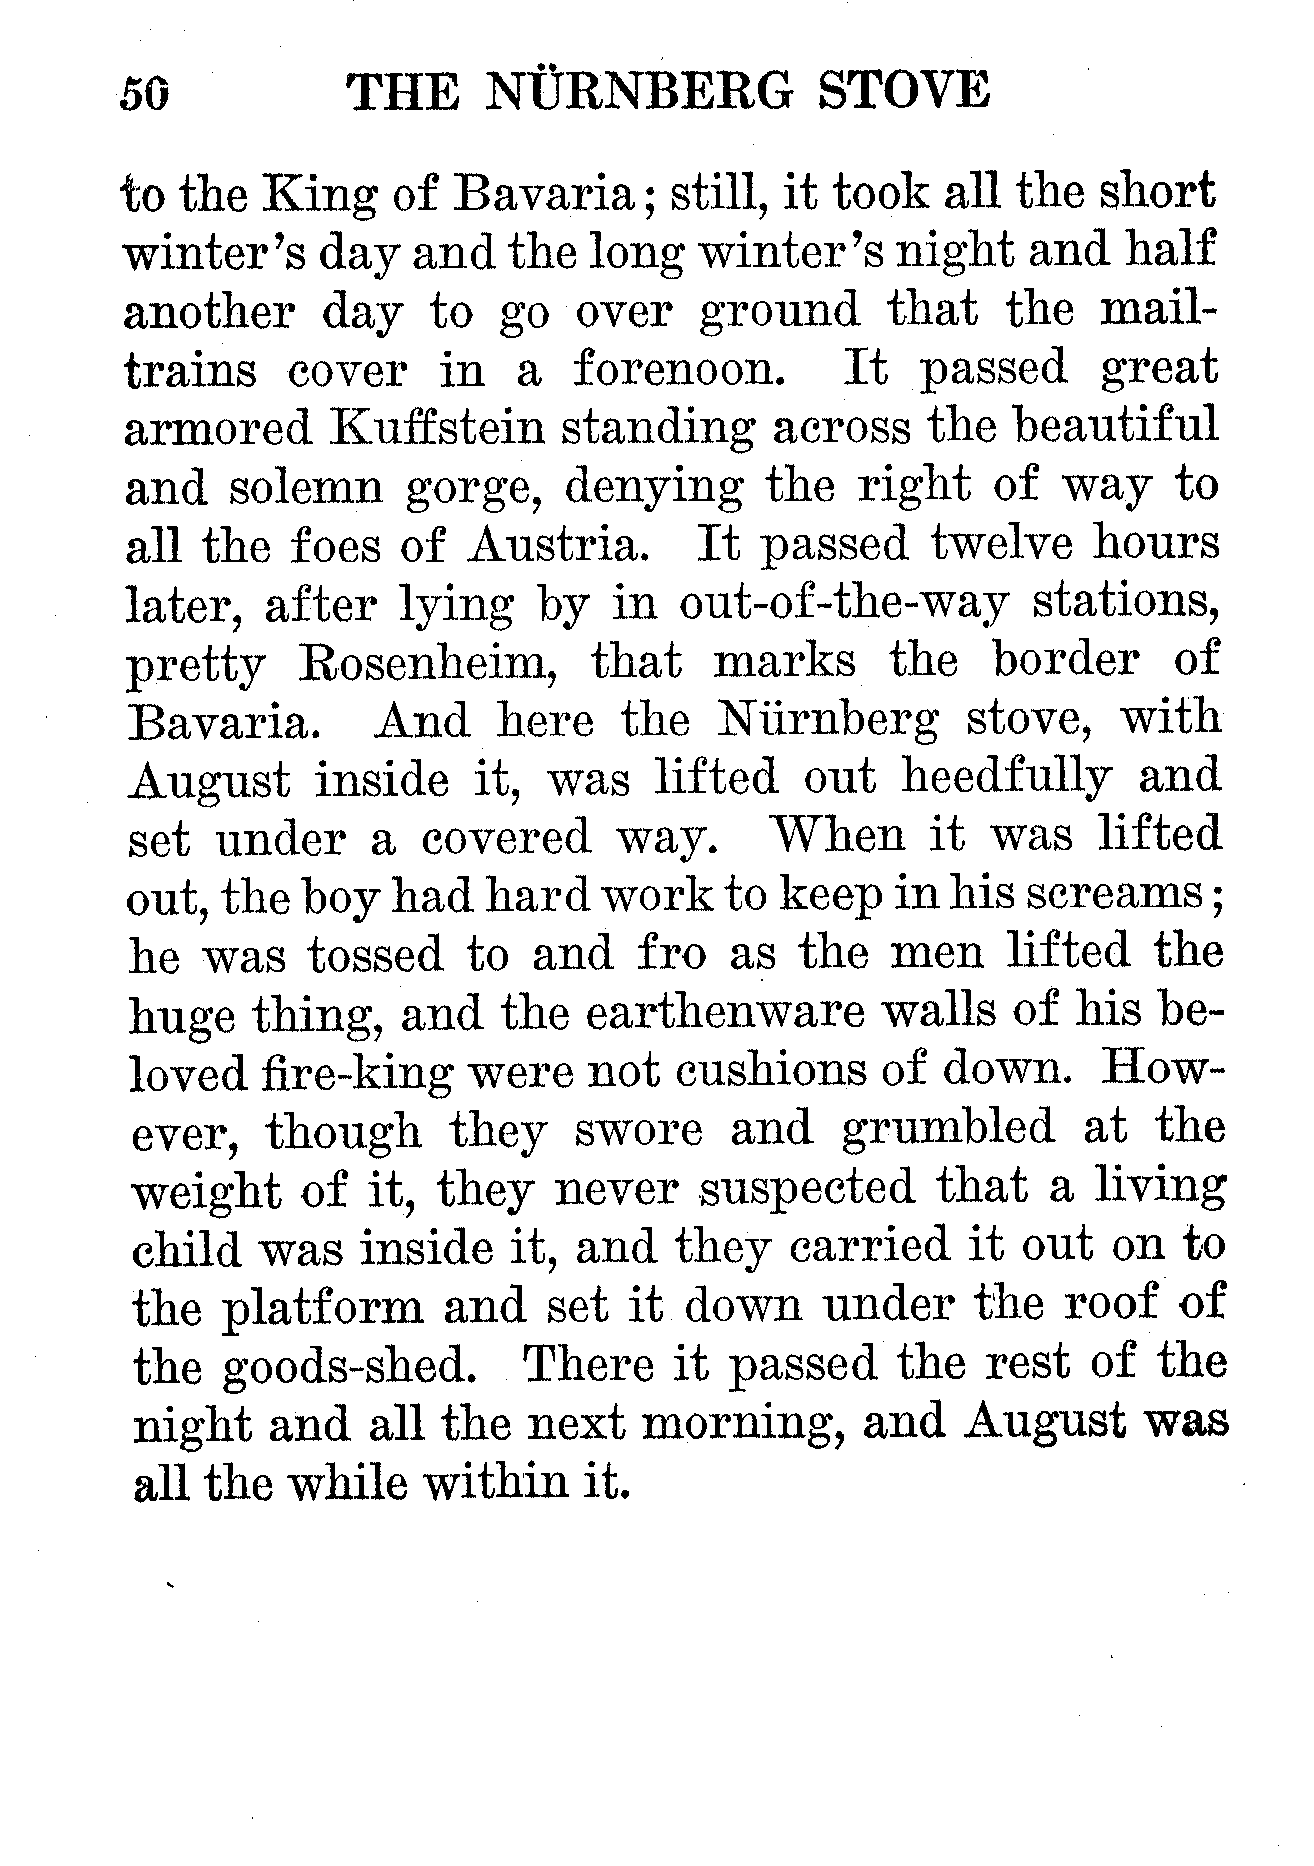 50 THE NÜRNBERG STOVE
to the King of Bavaria; still, it took all the short
winter's day and the long winter's night and half
another day to go over ground that the mail-
trains cover in a forenoon. It passed great
armored Kuffstein standing across the beautiful
and solemn gorge, denying the right of way to
all the foes of Austria. It passed twelve hours
later, after lying by in out-of-the-way stations,
pretty Rosenheim, that marks the border of
Bavaria. And here the Nürnberg stove, with
August inside it, was lifted out heedfully and
set under a covered way. When it was lifted
out, the boy had hard work to keep in his screams;
he was tossed to and fro as the men lifted the
huge thing, and the earthenware walls of his be-
loved fire-king were not cushions of down. How-
ever, though they swore and grumbled at the
weight of it, they never suspected that a living
child was inside it, and they carried it out on to
the platform and set it down under the roof of
the goods-shed. There it passed the rest of the
night and all the next morning, and August was
all the while within it.